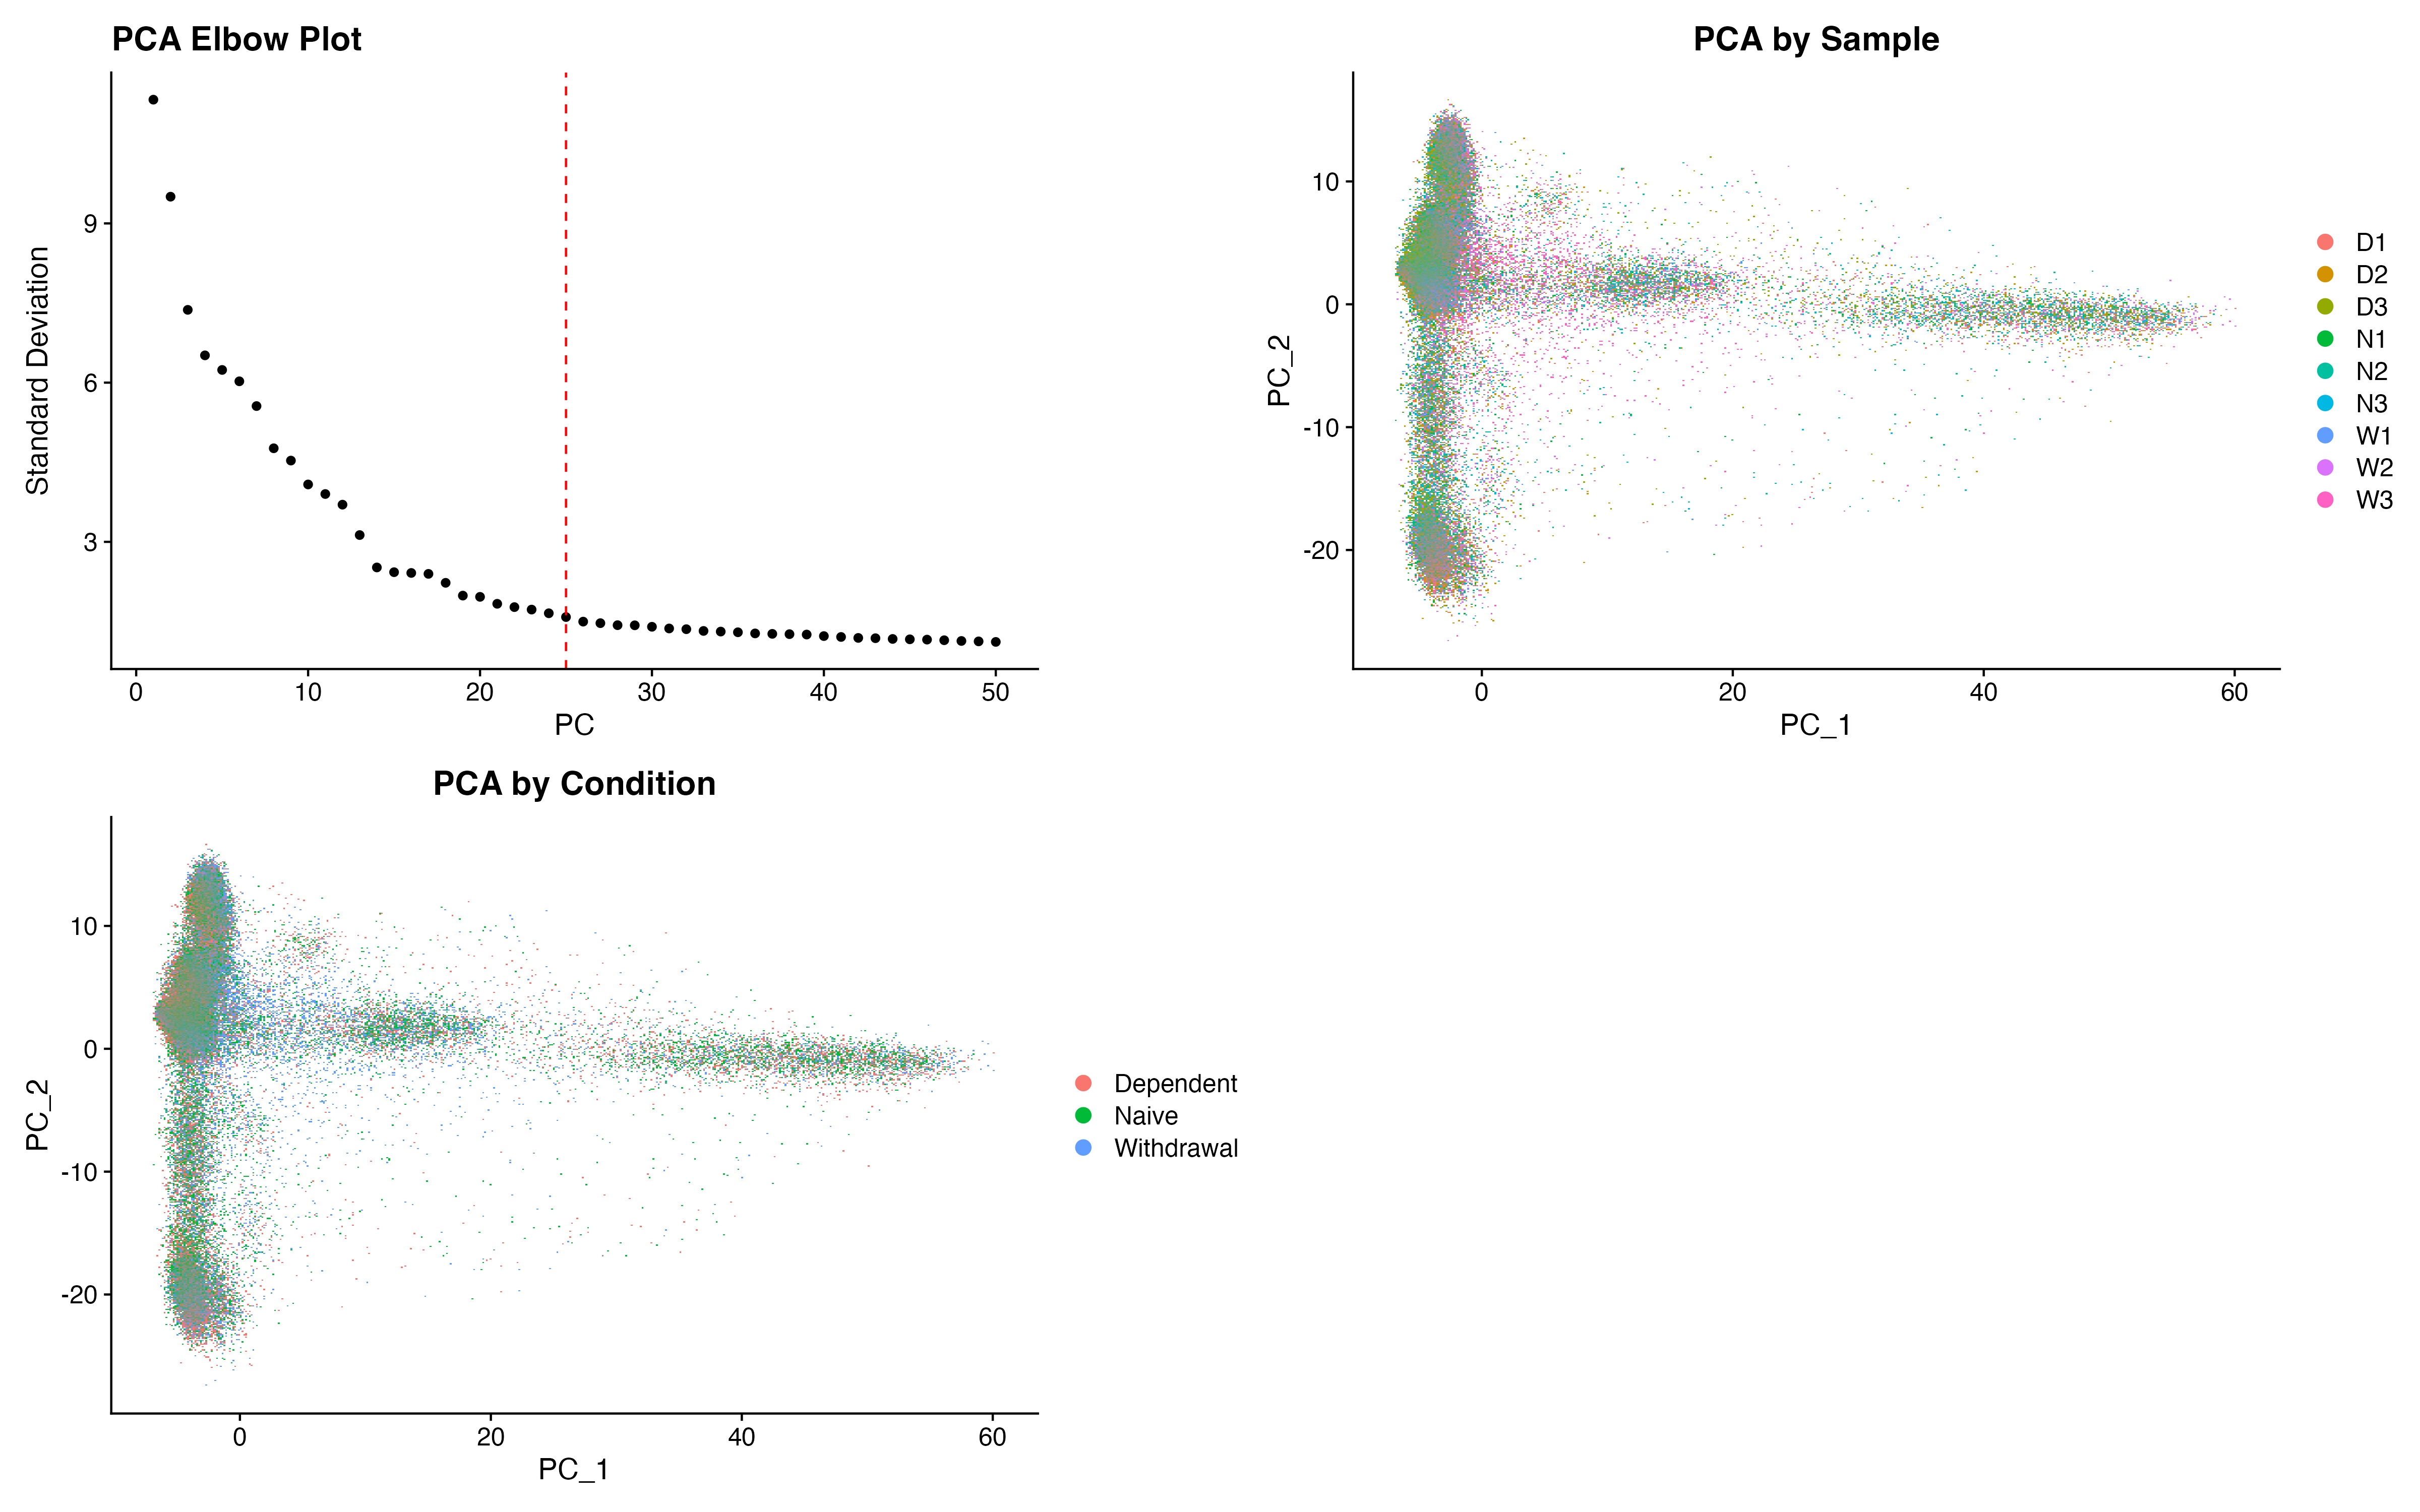 PCA Elbow Plot
Standard Deviation
9
6
3
0 10 20 30 40 50
PC
PCA by Sample
PC_2
10
0
-10
-20
0 20 40 60
PC_1
D1
D2
D3
N1
N2
N3
W1
W2
W3
PCA by Condition
PC_2
10
0
-10
-20
0 20 40 60
PC_1
Dependent
Naive
Withdrawal